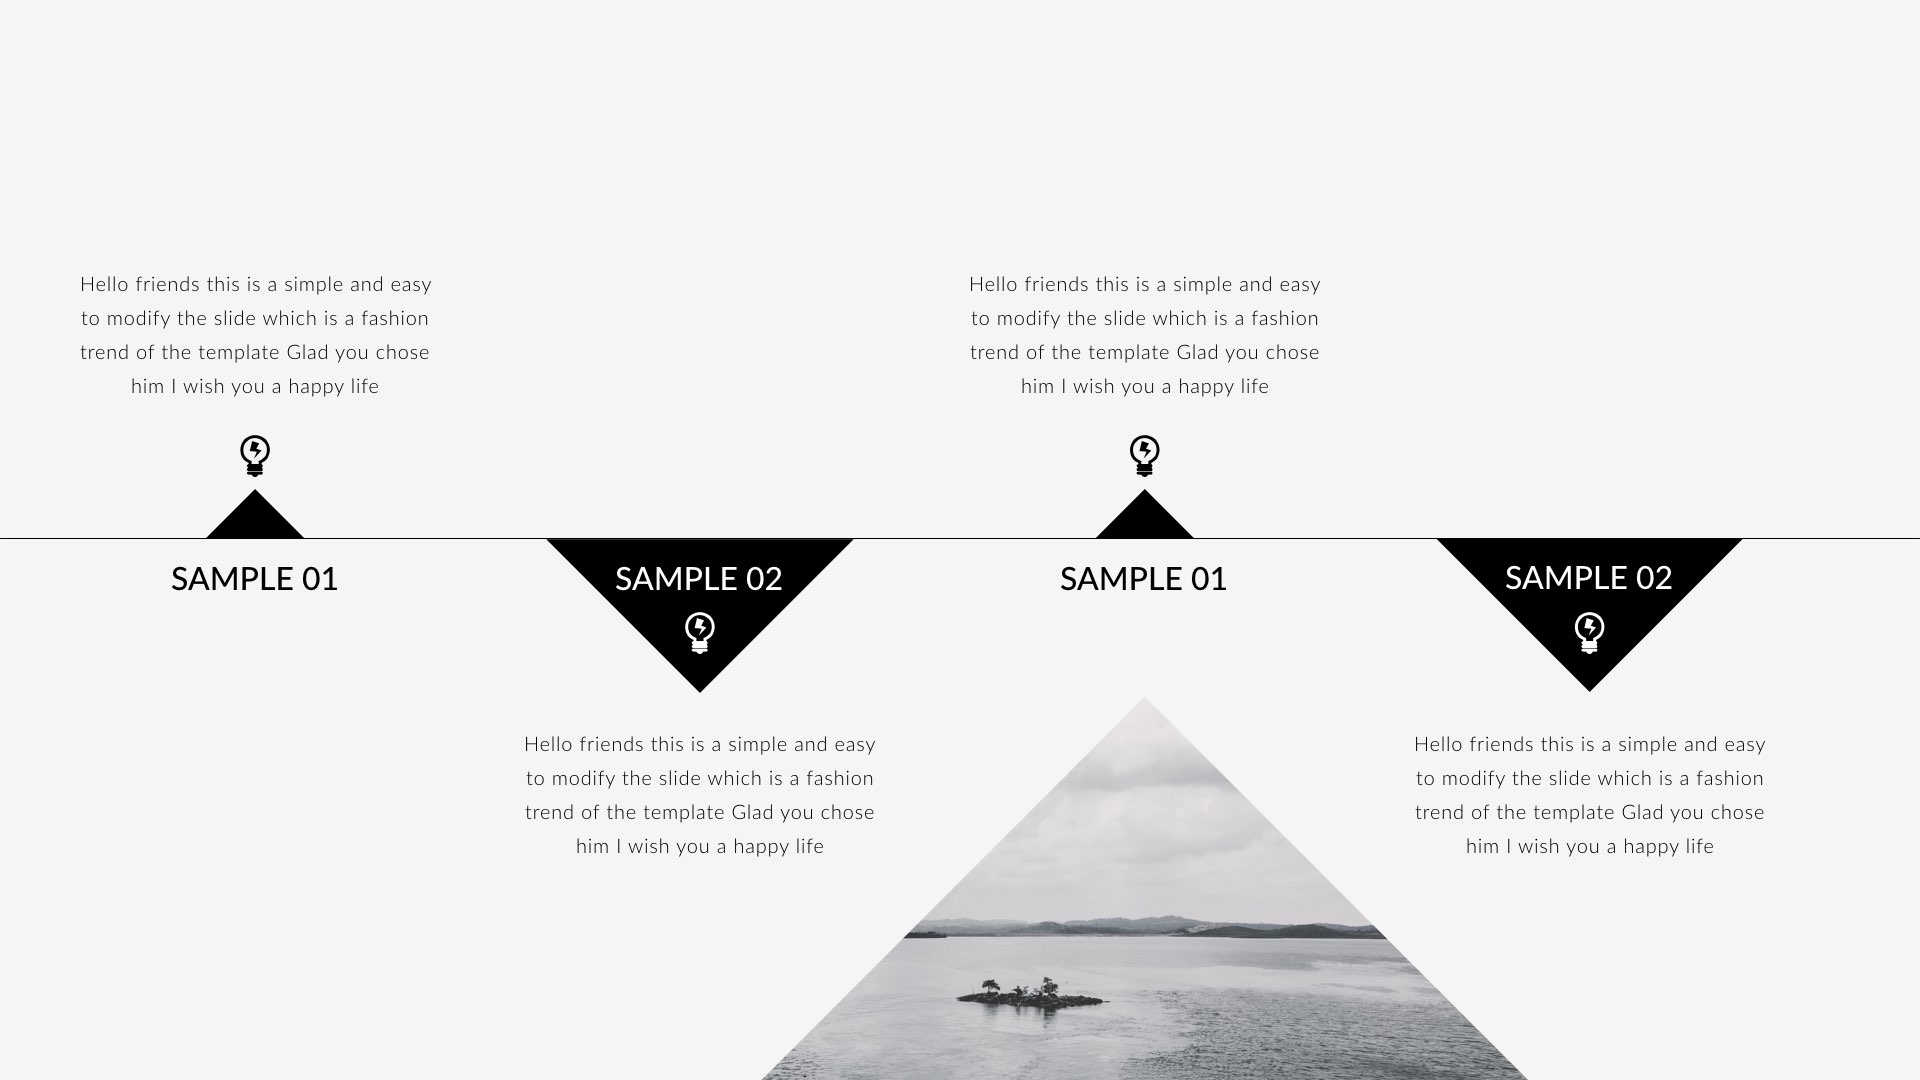 Hello friends this is a simple and easy
to modify the slide which is a fashion
trend of the template Glad you chose
him I wish you a happy life
SAMPLE 01
SAMPLE 02
Hello friends this is a simple and easy
to modify the slide which is a fashion
trend of the template Glad you chose
him I wish you a happy life
Hello friends this is a simple and easy
to modify the slide which is a fashion
trend of the template Glad you chose
him I wish you a happy life
SAMPLE 01
SAMPLE 02
Hello friends this is a simple and easy
to modify the slide which is a fashion
trend of the template Glad you chose
him I wish you a happy life